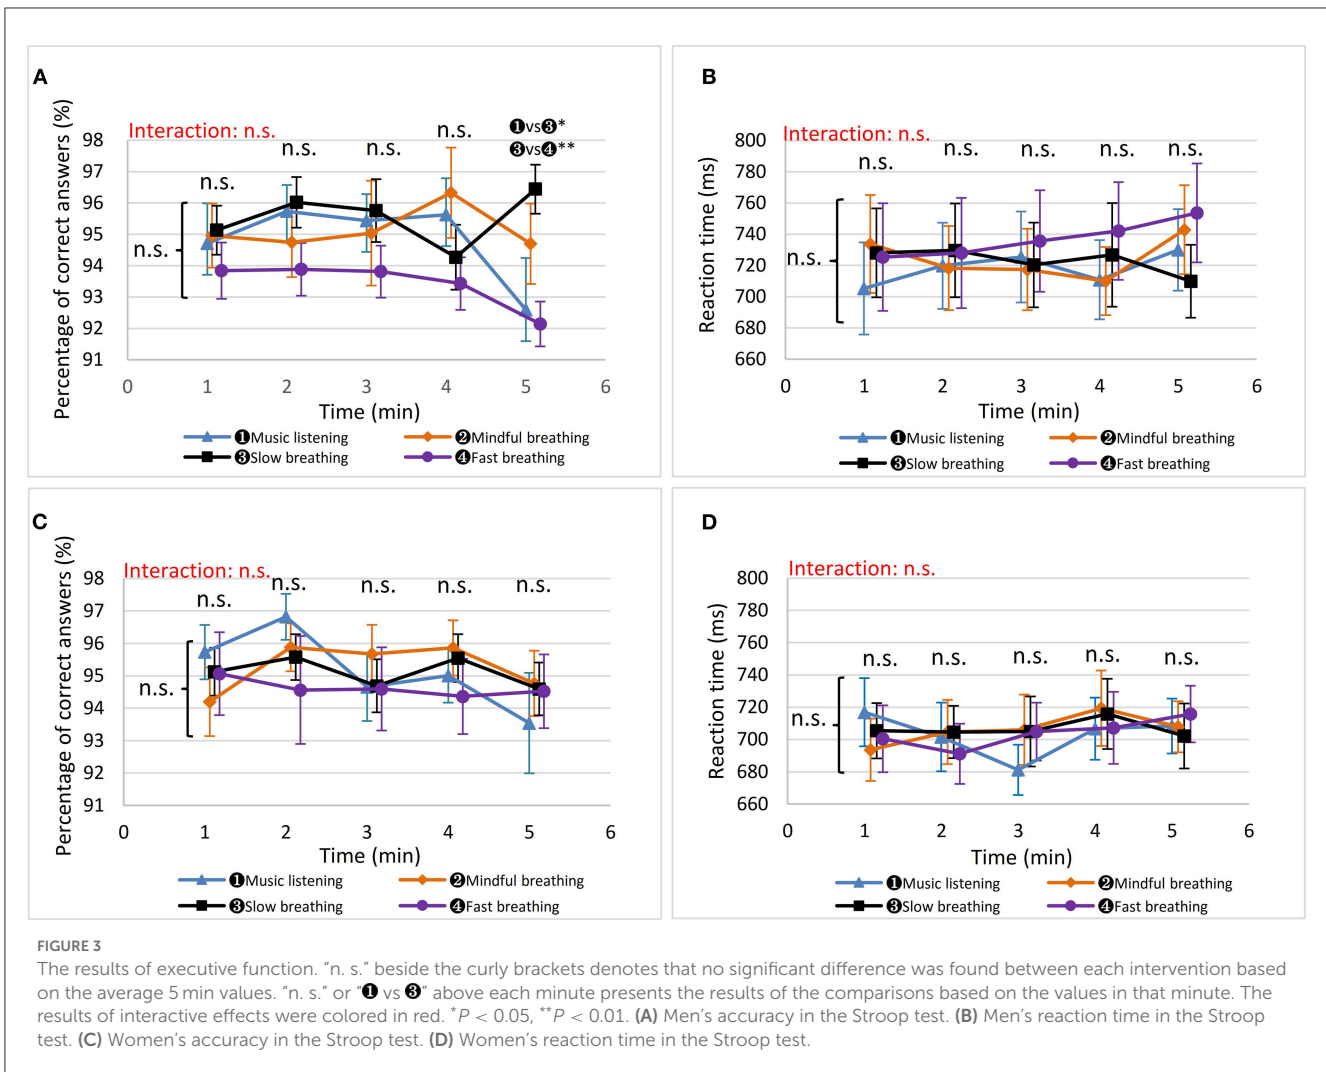 A
Percentage of correct answers (%)
Interaction: n.s.
98
97
96
95
94
93
92
91
n.s.
n.s.
n.s.
n.s.
n.s.
❶vs❸*
❸vs❹**
0 1 2 3 4 5 6
Time (min)
❶Music listening ❷Mindful breathing
❸Slow breathing ❹Fast breathing
B
Reaction time (ms)
Interaction: n.s.
800
780
760
740
720
700
680
660
n.s.
n.s.
n.s.
n.s.
n.s.
n.s.
0 1 2 3 4 5 6
Time (min)
❶Music listening ❷Mindful breathing
❸Slow breathing ❹Fast breathing
C
Percentage of correct answers (%)
Interaction: n.s.
98
97
96
95
94
93
92
91
n.s.
n.s.
n.s.
n.s.
n.s.
n.s.
0 1 2 3 4 5 6
Time (min)
❶Music listening ❷Mindful breathing
❸Slow breathing ❹Fast breathing
D
Reaction time (ms)
Interaction: n.s.
800
780
760
740
720
700
680
660
n.s.
n.s.
n.s.
n.s.
n.s.
n.s.
0 1 2 3 4 5 6
Time (min)
❶Music listening ❷Mindful breathing
❸Slow breathing ❹Fast breathing
FIGURE 3
The results of executive function. "n. s." beside the curly brackets denotes that no significant difference was found between each intervention based
on the average 5 min values. "n. s." or "❶ vs ❸" above each minute presents the results of the comparisons based on the values in that minute. The
results of interactive effects were colored in red. *P < 0.05, **P < 0.01. (A) Men's accuracy in the Stroop test. (B) Men's reaction time in the Stroop
test. (C) Women's accuracy in the Stroop test. (D) Women's reaction time in the Stroop test.